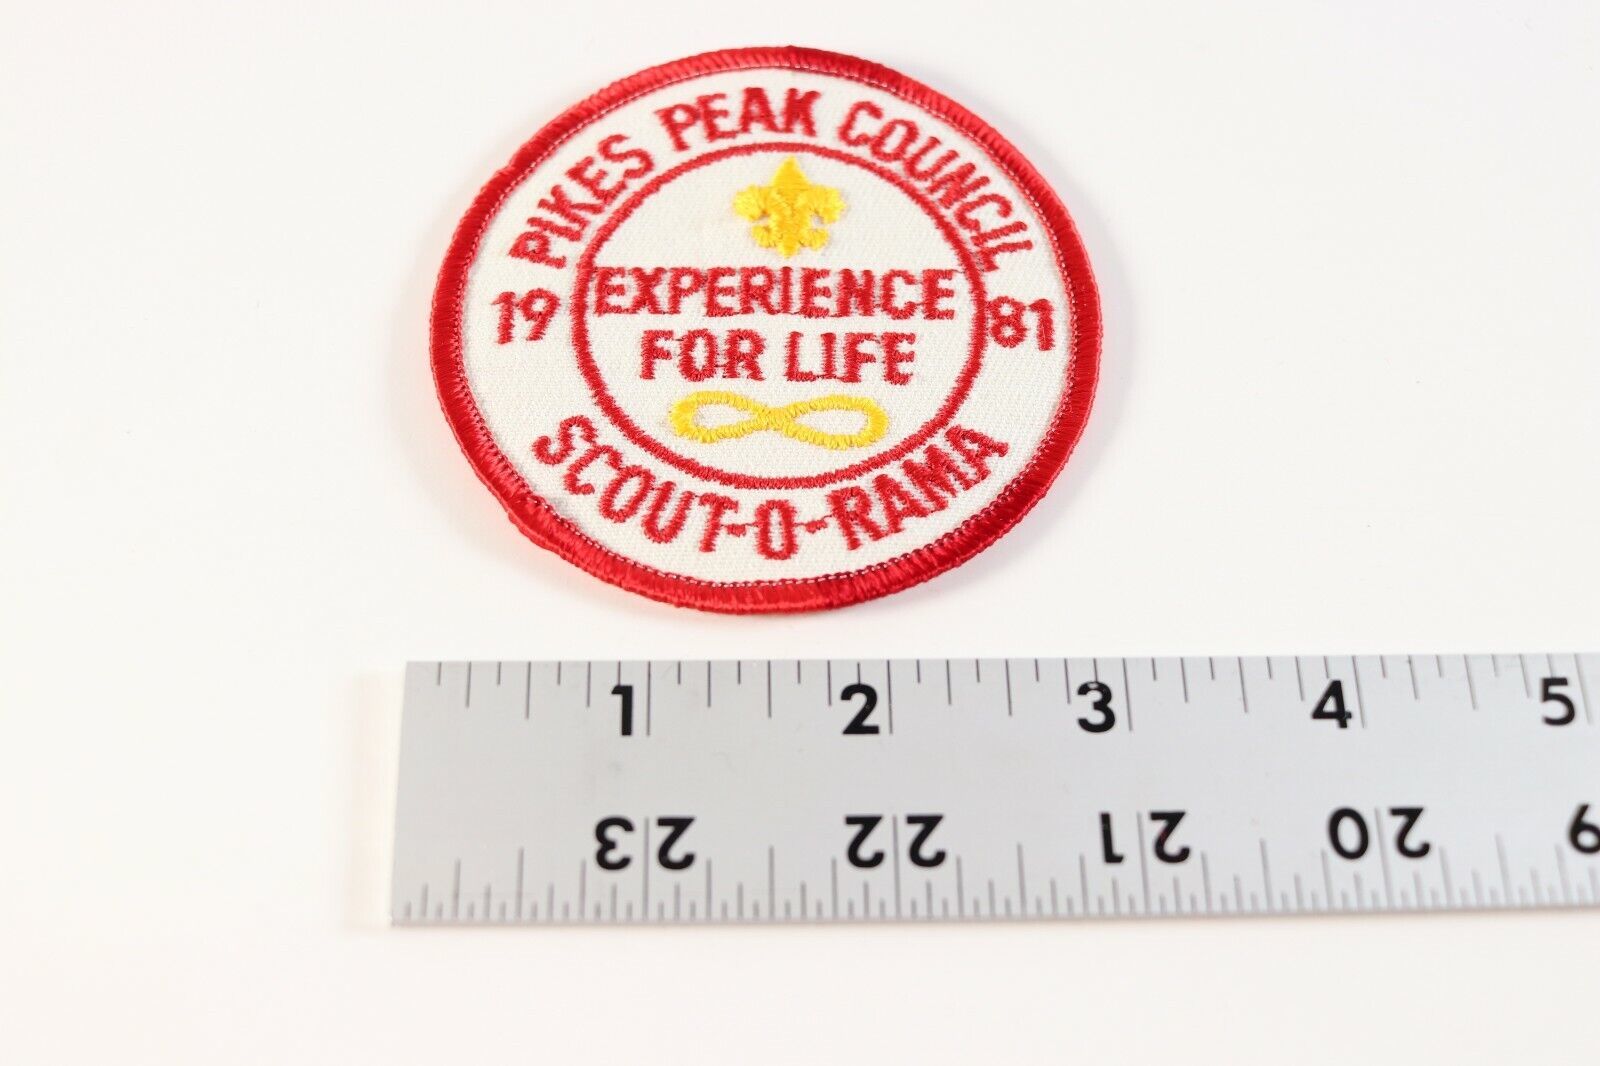 PIKES PEAK COUNCIL
19 81
EXPERIENCE
FOR LIFE
SCOUT-O-RAMA
1 2 3 4 5
23 22 21 20